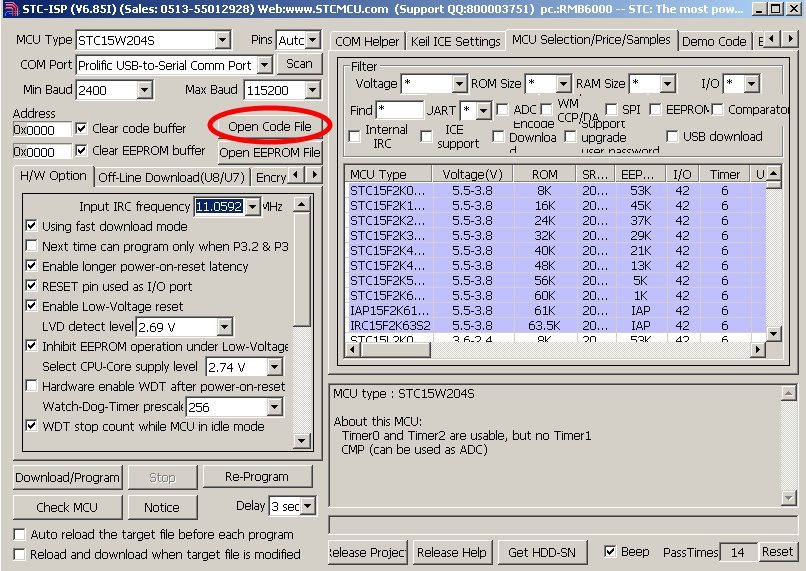 STC-ISP (V6.85I) (Sales: 0513-55012928) Web:www.STCMCU.com (Support QQ:800003751) pc.:RMB6000 -- STC: The most pow...
MCU Type STC15W204S Pins Auto
COM Port Prolific USB-to-Serial Comm Port Scan
Min Baud 2400 Max Baud 115200
Address
0x0000 Clear code buffer Open Code File
0x0000 Clear EEPROM buffer Open EEPROM File
H/W Option Off-Line Download(U8/U7) Encry
Input IRC frequency 11.0592 MHz
Using fast download mode
Next time can program only when P3.2 & P3
Enable longer power-on-reset latency
RESET pin used as I/O port
Enable Low-Voltage reset
LVD detect level 2.69 V
Inhibit EEPROM operation under Low-Voltage
Select CPU-Core supply level 2.74 V
Hardware enable WDT after power-on-reset
Watch-Dog-Timer prescale 256
WDT stop count while MCU in idle mode
Download/Program Stop Re-Program
Check MCU Notice Delay 3 sec
Auto reload the target file before each program
Reload and download when target file is modified
COM Helper Keil ICE Settings MCU Selection/Price/Samples Demo Code E
Filter
Voltage * ROM Size * RAM Size * I/O *
Find * UART * ADC WM CCP/DA SPI EEPROM Comparator
Internal IRC ICE support Encode Downloa d Support upgrade user password USB download
MCU Type Voltage(V) ROM SR... EEP... I/O Timer U
STC15F2K0... 5.5-3.8 8K 20... 53K 42 6
STC15F2K1... 5.5-3.8 16K 20... 45K 42 6
STC15F2K2... 5.5-3.8 24K 20... 37K 42 6
STC15F2K3... 5.5-3.8 32K 20... 29K 42 6
STC15F2K4... 5.5-3.8 40K 20... 21K 42 6
STC15F2K4... 5.5-3.8 48K 20... 13K 42 6
STC15F2K5... 5.5-3.8 56K 20... 5K 42 6
STC15F2K6... 5.5-3.8 60K 20... 1K 42 6
IAP15F2K61... 5.5-3.8 61K 20... IAP 42 6
IRC15F2K63S2 5.5-3.8 63.5K 20... IAP 42 6
STC15L2K0... 3.6-2.4 8K 20... 53K 42 6
MCU type : STC15W204S
About this MCU:
Timer0 and Timer2 are usable, but no Timer1
CMP (can be used as ADC)
Release Project Release Help Get HDD-SN Beep PassTimes 14 Reset